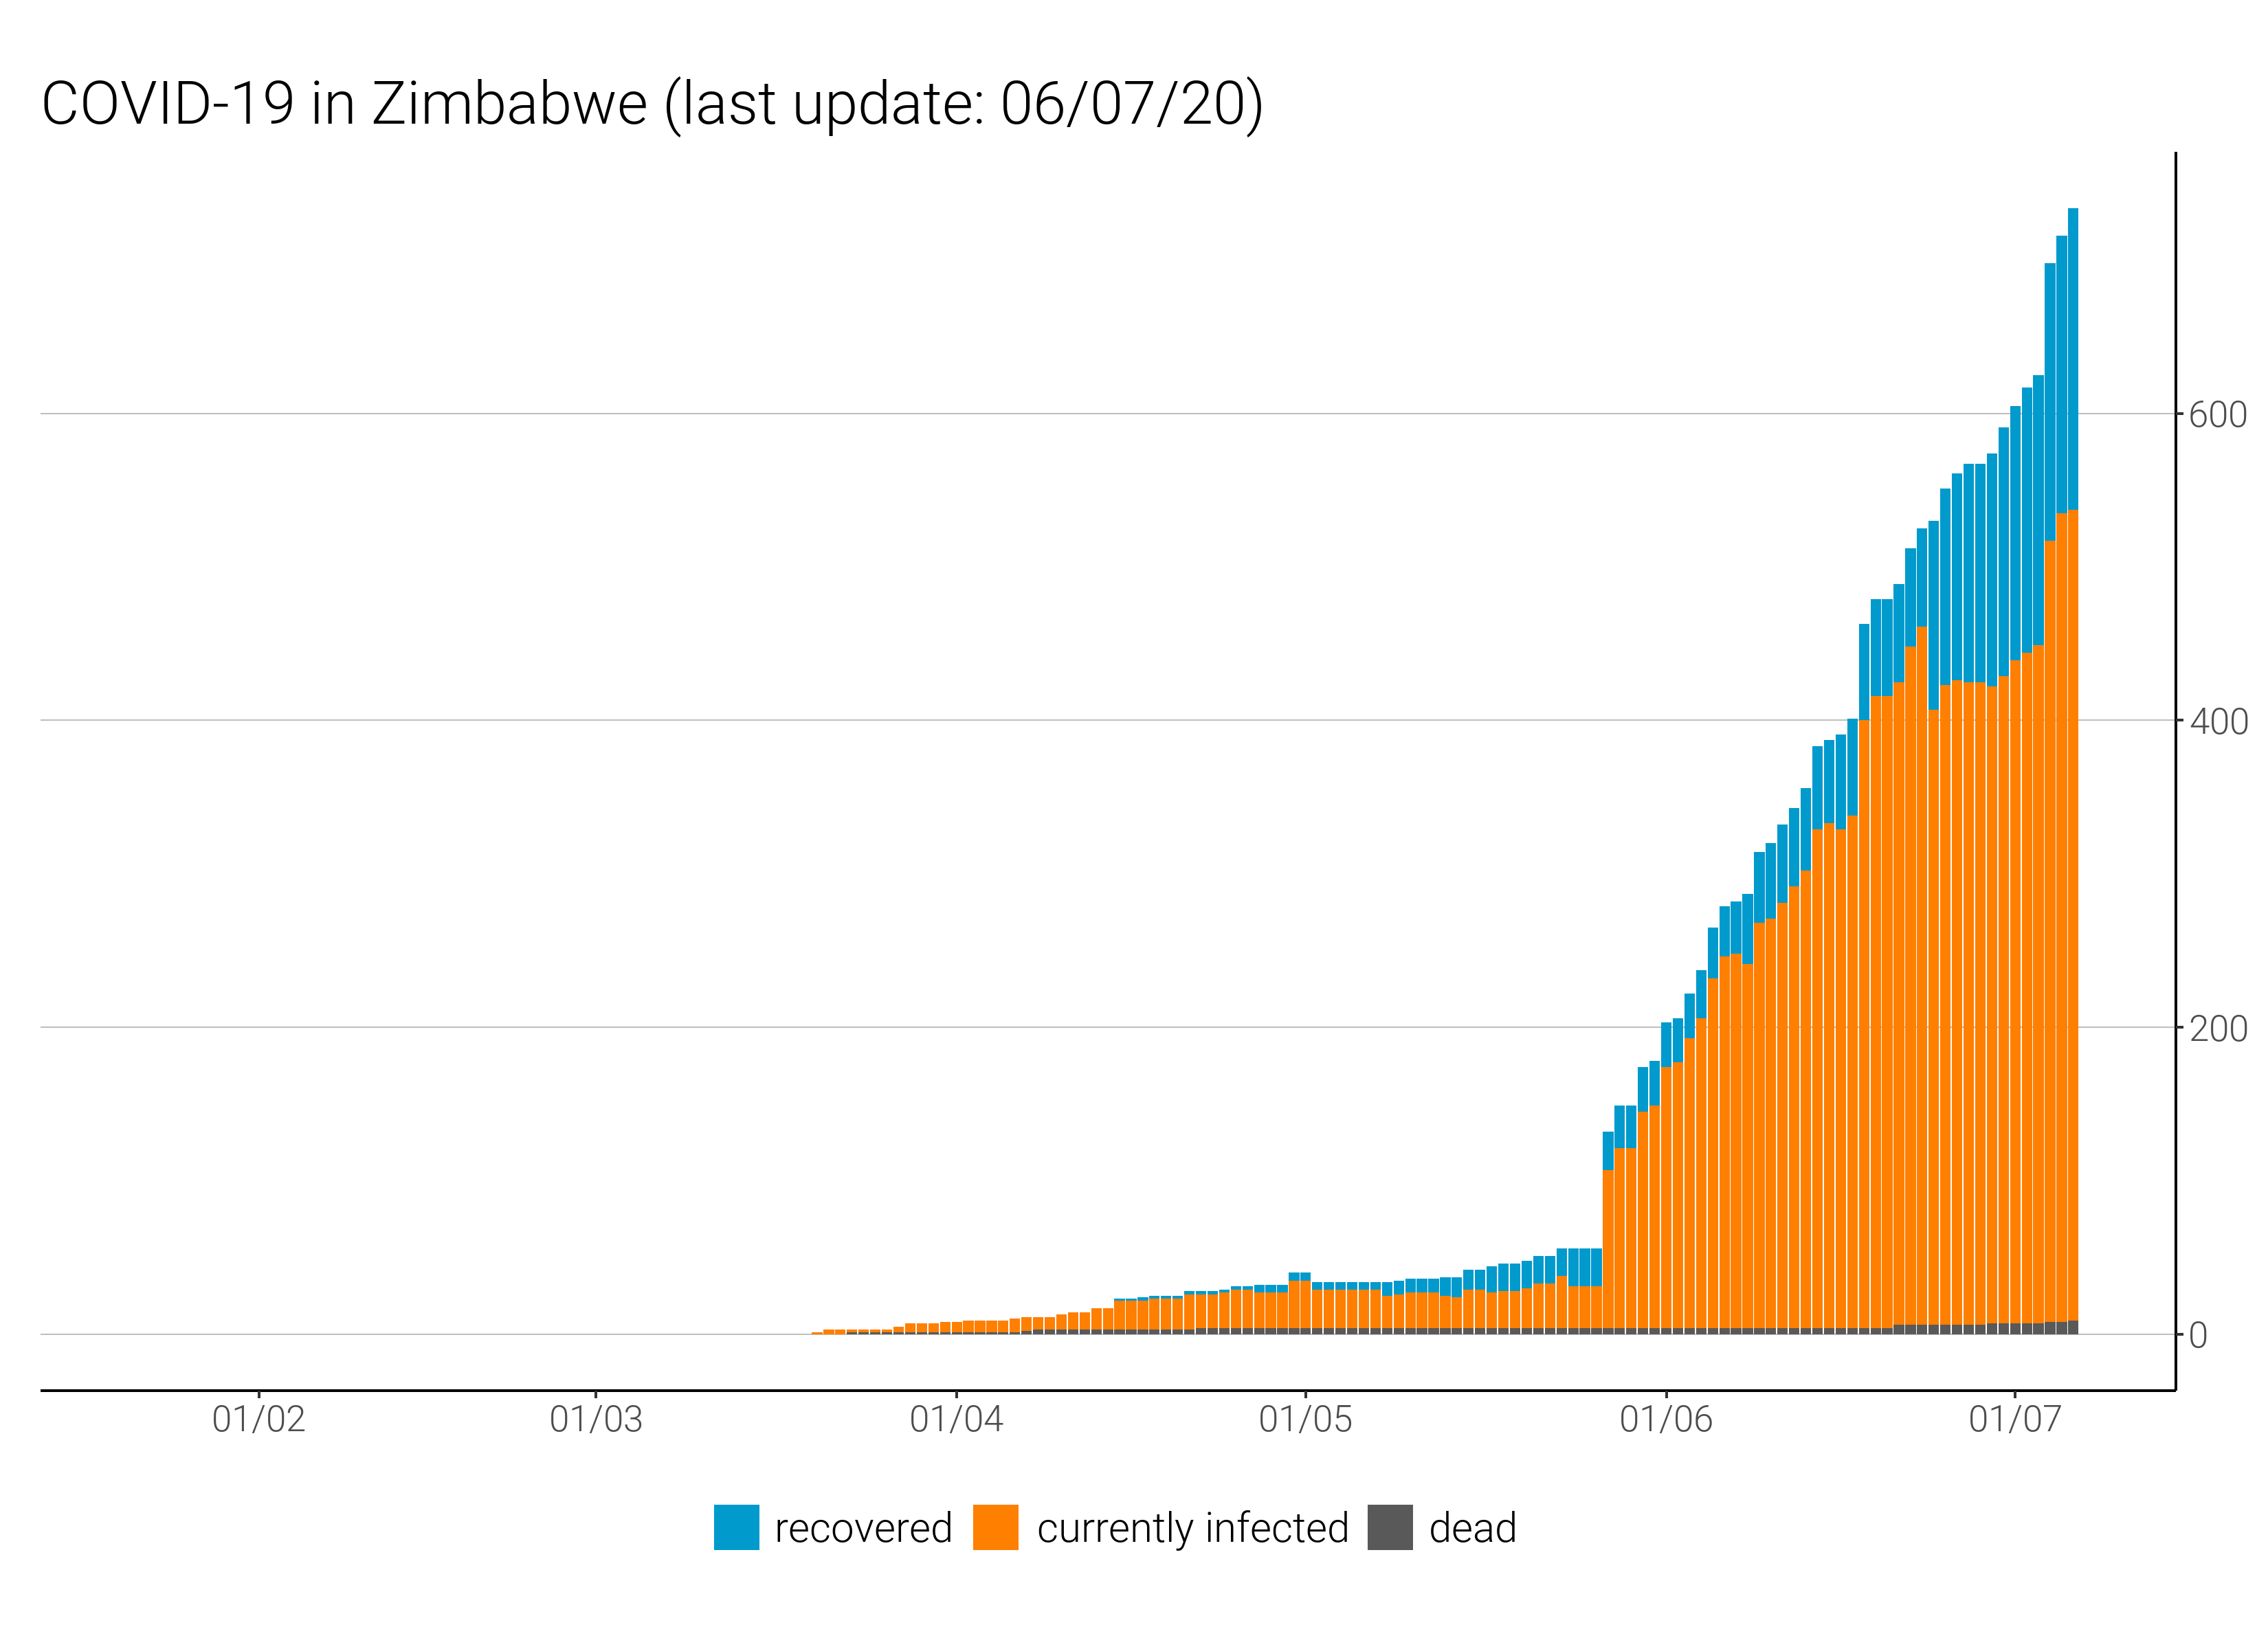 COVID-19 in Zimbabwe (last update: 06/07/20)
600
400
200
0
01/02 01/03 01/04 01/05 01/06 01/07
recovered currently infected dead